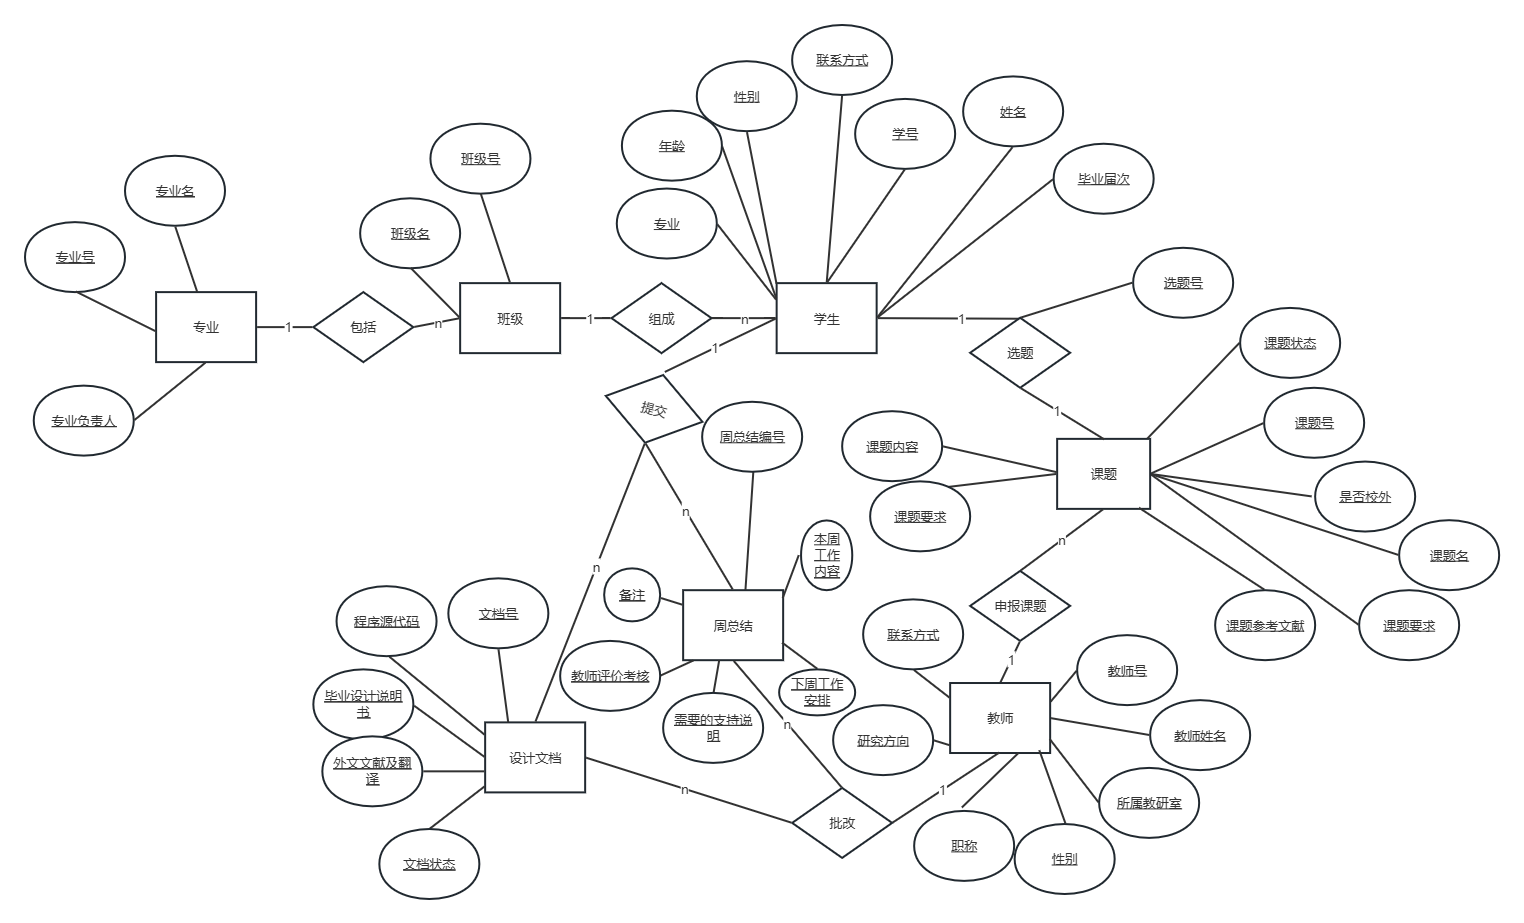 联系方式
性别
姓名
学号
年龄
班级号
毕业届次
专业名
专业
班级名
专业号
选题号
专业
1
包括
n
班级
1
组成
n
学生
1
选题
课题状态
1
提交
1
专业负责人
周总结编号
课题内容
课题号
课题
是否校外
n
课题要求
本周
工作
内容
n
课题名
n
备注
申报课题
程序源代码
文档号
周总结
联系方式
课题参考文献
课题要求
1
教师评价考核
下周工作
安排
教师号
毕业设计说明
书
需要的支持说
明
n
教师
教师姓名
研究方向
设计文档
外文文献及翻
译
n
1
批改
所属教研室
职称
性别
文档状态